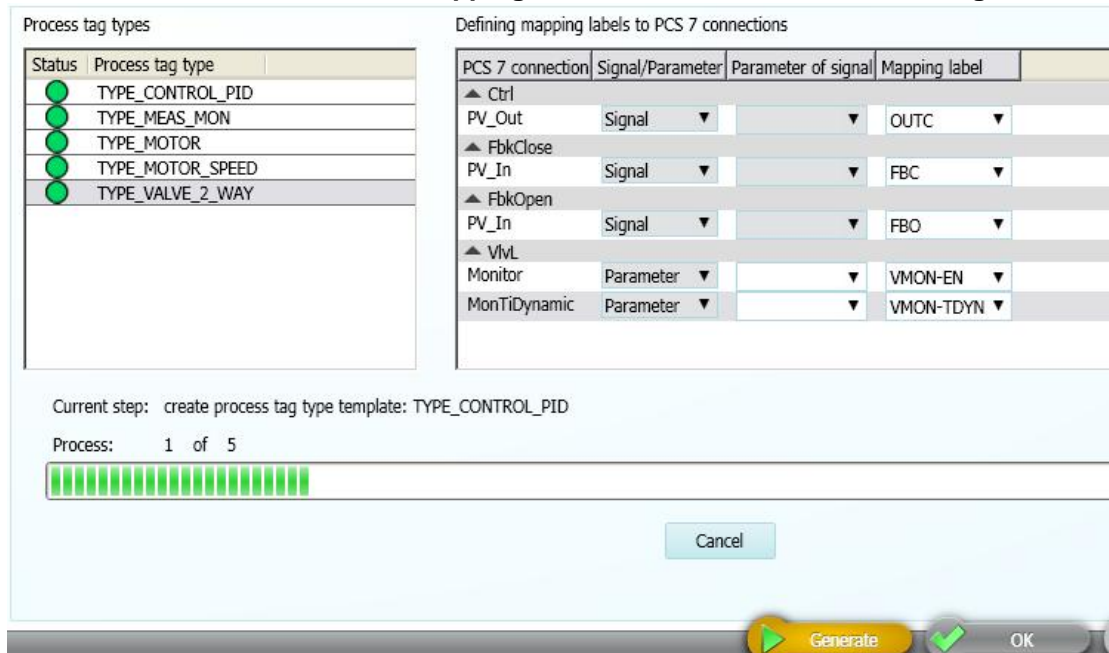 Process tag types
Defining mapping labels to PCS 7 connections
Status Process tag type
TYPE_CONTROL_PID
TYPE_MEAS_MON
TYPE_MOTOR
TYPE_MOTOR_SPEED
TYPE_VALVE_2_WAY
PCS 7 connection Signal/Parameter Parameter of signal Mapping label
Ctrl
PV_Out Signal OUTC
FbkClose
PV_In Signal FBC
FbkOpen
PV_In Signal FBO
VlvL
Monitor Parameter VMON-EN
MonTiDynamic Parameter VMON-TDYN
Current step: create process tag type template: TYPE_CONTROL_PID
Process: 1 of 5
Cancel
Generate OK